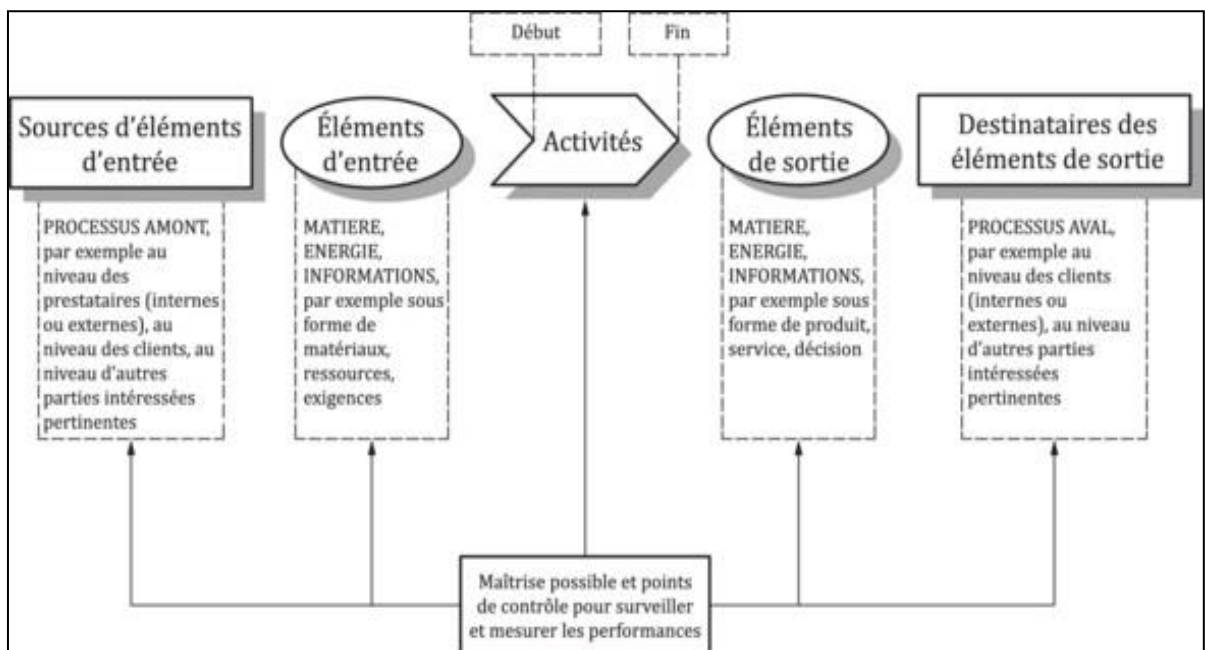 Début
Fin
Sources d'éléments
d'entrée
Éléments
d'entrée
Activités
Éléments
de sortie
Destinataires des
éléments de sortie
PROCESSUS AMONT,
par exemple au
niveau des
prestataires (internes
ou externes), au
niveau des clients, au
niveau d'autres
parties intéressées
pertinentes
MATIERE,
ENERGIE,
INFORMATIONS,
par exemple sous
forme de
matériaux,
ressources,
exigences
MATIERE,
ENERGIE,
INFORMATIONS,
par exemple sous
forme de produit,
service, décision
PROCESSUS AVAL,
par exemple au
niveau des clients
(internes ou
externes), au niveau
d'autres parties
intéressées
pertinentes
Maîtrise possible et points
de contrôle pour surveiller
et mesurer les performances